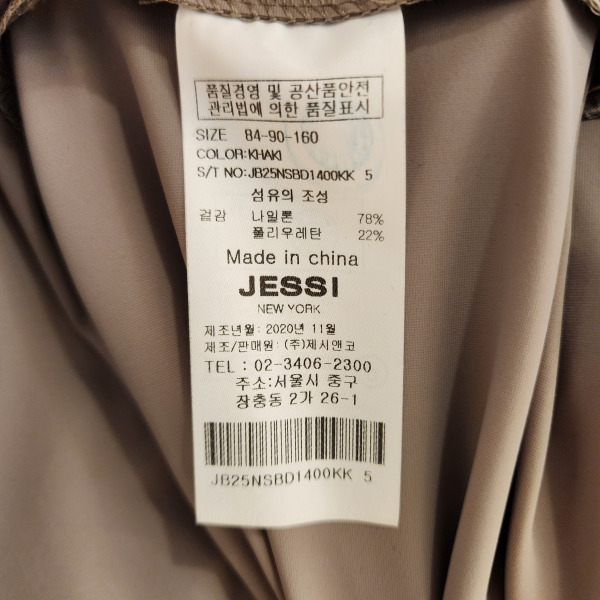 품질경영 및 공산품안전
관리법에 의한 품질표시
SIZE 84-90-160
COLOR:KHAKI
S/T NO:JB25NSBD1400KK 5
섬유의 조성
겉감 나일론 78%
폴리우레탄 22%
Made in china
JESSI
NEW YORK
제조년월: 2020년 11월
제조/판매원: (주)제시앤코
TEL : 02-3406-2300
주소:서울시 중구
장충동 2가 26-1
JB25NSBD1400KK 5